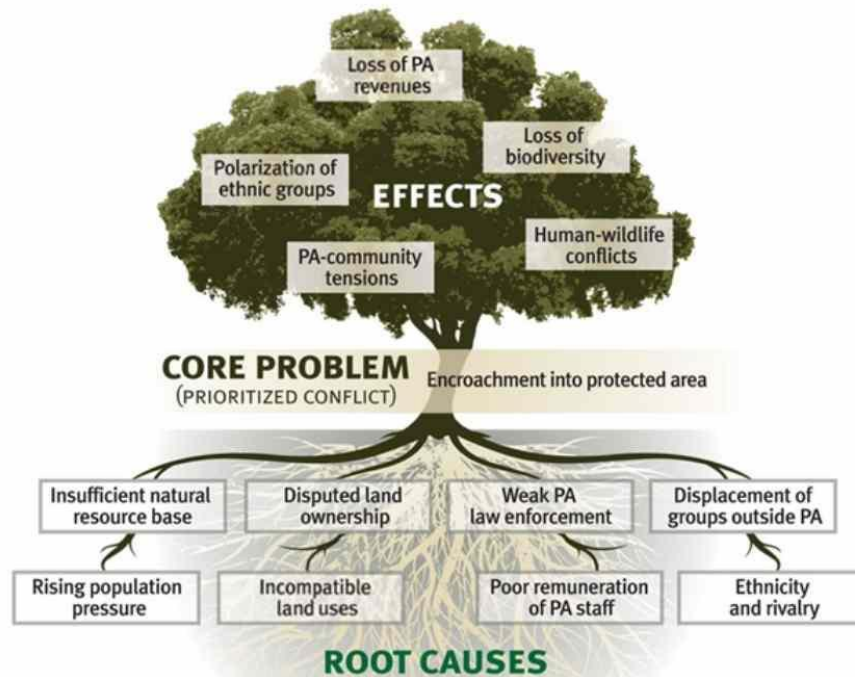 Loss of PA
revenues
Loss of
biodiversity
Polarization of
ethnic groups
EFFECTS
Human-wildlife
conflicts
PA-community
tensions
CORE PROBLEM
(PRIORITIZED CONFLICT)
Encroachment into protected area
Insufficient natural
resource base
Disputed land
ownership
Weak PA
law enforcement
Displacement of
groups outside PA
Rising population
pressure
Incompatible
land uses
Poor remuneration
of PA staff
Ethnicity
and rivalry
ROOT CAUSES